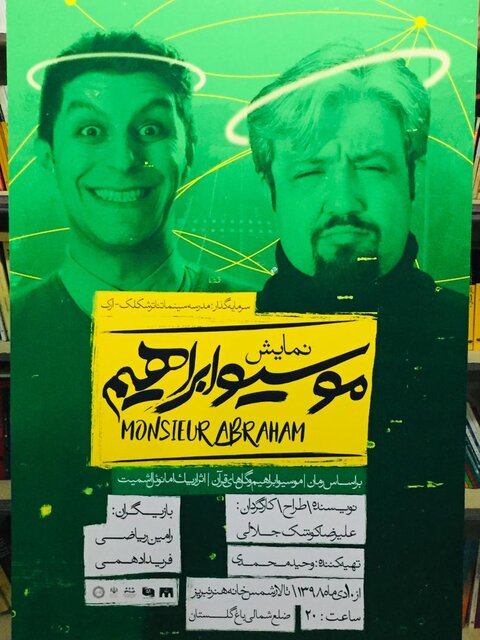 سرمایه‌گذار: مدرسه سینما تئاتر شکلک - آرک
نمایش
موسیو ابراهیم
MONSIEUR ABRAHAM
براساس رمان | موسیو ابراهیم و گل‌های قرآن | اثر اریک امانوئل اشمیت
نویسنده | طراح | کارگردان:
علیرضا کوشک جلالی
تهیه‌کننده: وحید محمدی
بازیگران:
رامین ریاضی
فرید ادهمی
از ۱۰ دی ماه ۱۳۹۸ | تالار شمس خانه هنر تبریز
ساعت: ۲۰ ضلع شمالی باغ گلستان